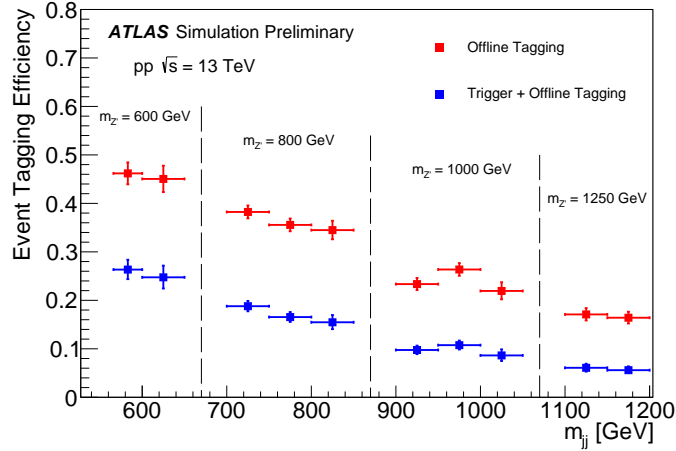 ATLAS Simulation Preliminary
pp √s = 13 TeV
Offline Tagging
Trigger + Offline Tagging
m_Z' = 600 GeV
m_Z' = 800 GeV
m_Z' = 1000 GeV
m_Z' = 1250 GeV
Event Tagging Efficiency
0.8
0.7
0.6
0.5
0.4
0.3
0.2
0.1
0
600 700 800 900 1000 1100 1200
m_jj [GeV]